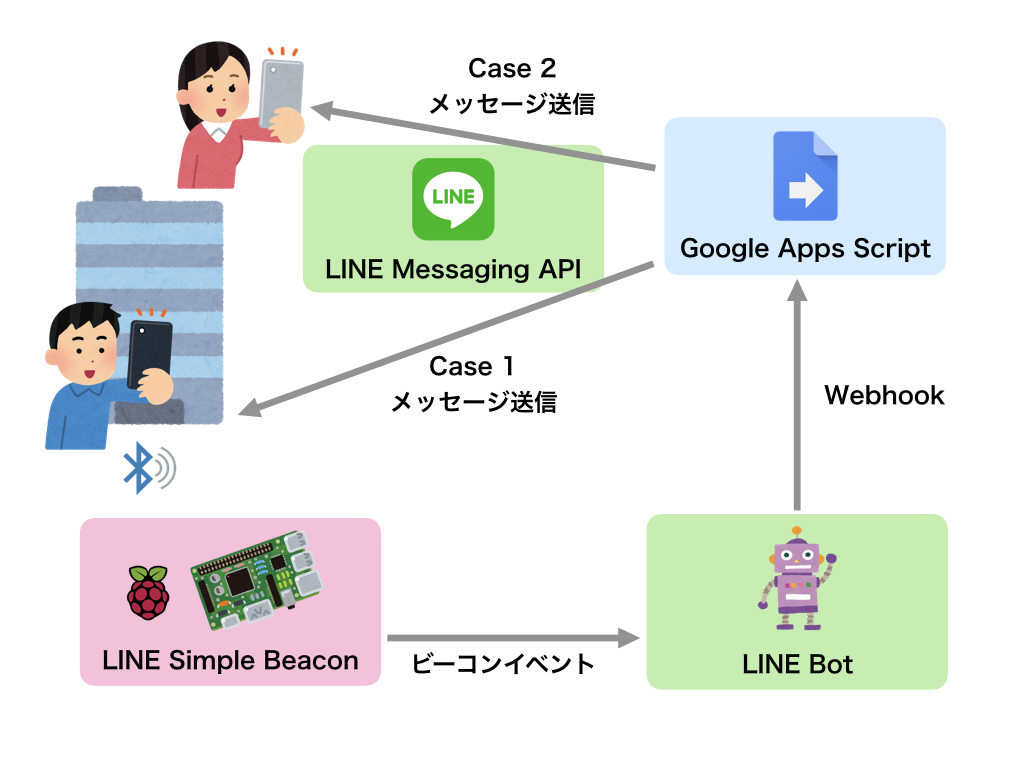 Case 2
メッセージ送信
LINE
LINE Messaging API
Google Apps Script
Case 1
メッセージ送信
Webhook
LINE Simple Beacon
ビーコンイベント
LINE Bot